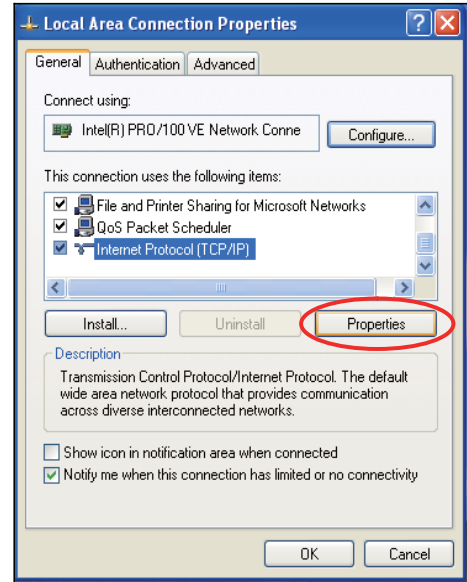 Local Area Connection Properties
General Authentication Advanced
Connect using:
Intel(R) PRO/100 VE Network Conne
Configure...
This connection uses the following items:
File and Printer Sharing for Microsoft Networks
QoS Packet Scheduler
Internet Protocol (TCP/IP)
Install... Uninstall Properties
Description
Transmission Control Protocol/Internet Protocol. The default
wide area network protocol that provides communication
across diverse interconnected networks.
Show icon in notification area when connected
Notify me when this connection has limited or no connectivity
OK Cancel